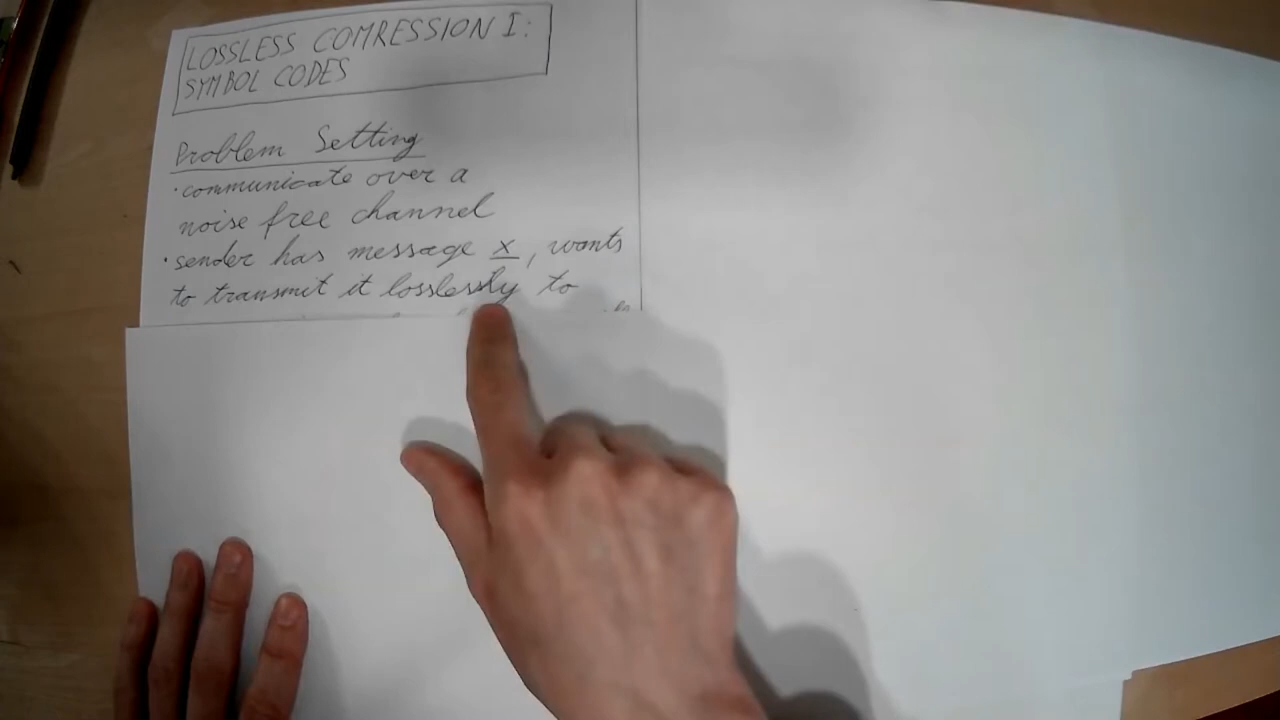 LOSSLESS COMRESSION I:
SYMBOL CODES
Problem Setting
· communicate over a
noise free channel
· sender has message x, wants
to transmit it losslessly to